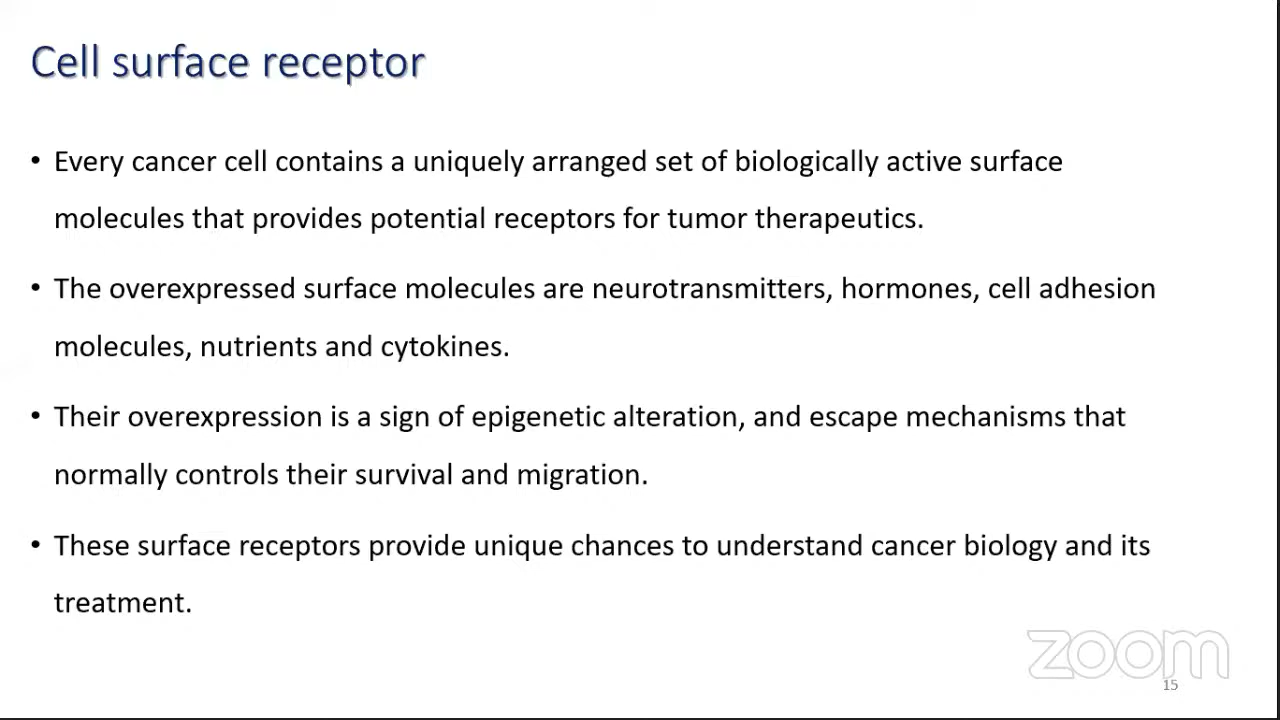 Cell surface receptor
• Every cancer cell contains a uniquely arranged set of biologically active surface
molecules that provides potential receptors for tumor therapeutics.
• The overexpressed surface molecules are neurotransmitters, hormones, cell adhesion
molecules, nutrients and cytokines.
• Their overexpression is a sign of epigenetic alteration, and escape mechanisms that
normally controls their survival and migration.
• These surface receptors provide unique chances to understand cancer biology and its
treatment.
zoom
15